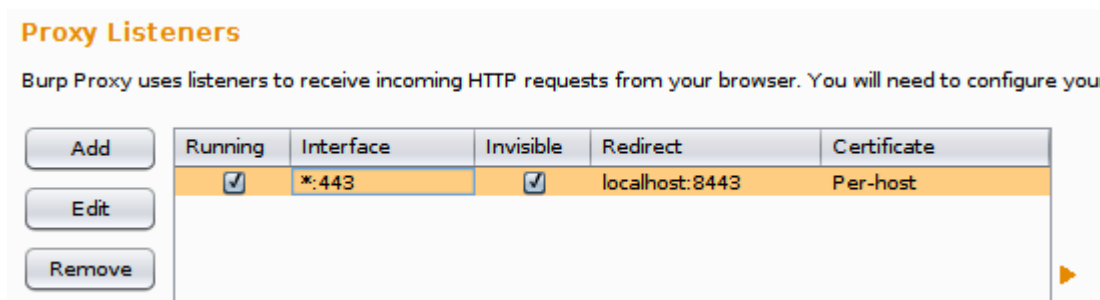 Proxy Listeners
Burp Proxy uses listeners to receive incoming HTTP requests from your browser. You will need to configure you
Add
Running Interface Invisible Redirect Certificate
*:443 localhost:8443 Per-host
Edit
Remove